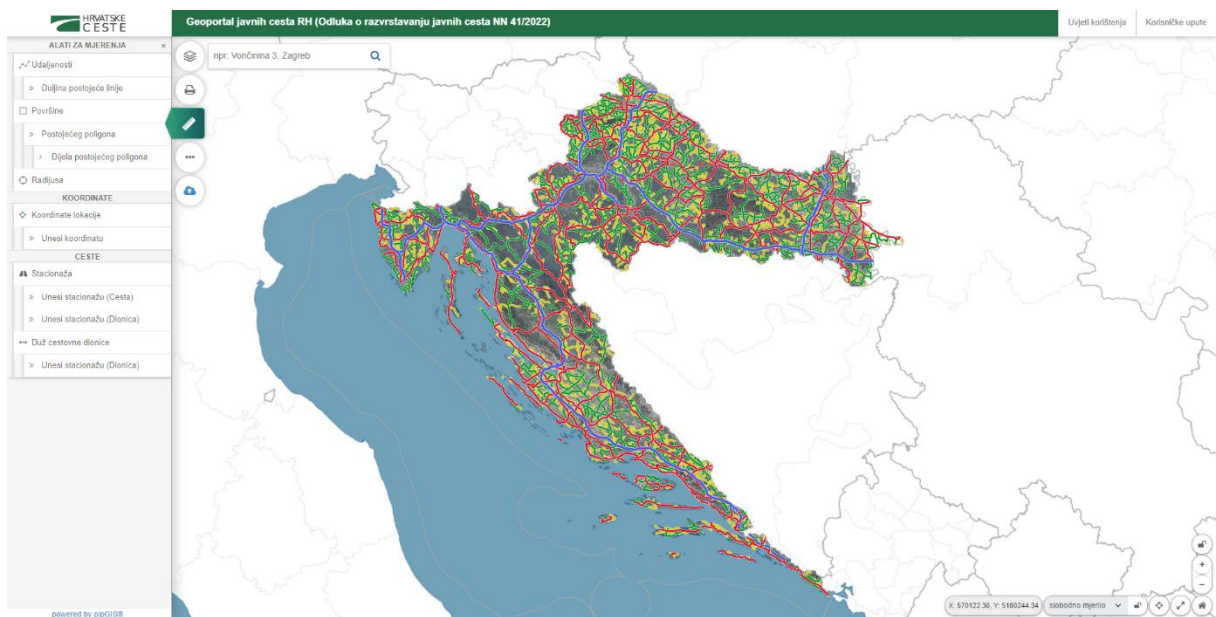 HRVATSKE
CESTE
Geoportal javnih cesta RH (Odluka o razvrstavanju javnih cesta NN 41/2022)
Uvjeti korištenja
Korisničke upute
ALATI ZA MJERENJA «
Udaljenosti
» Duljina postojeće linije
Površine
» Postojećeg poligona
› Dijela postojećeg poligona
Radijusa
KOORDINATE
Koordinate lokacije
» Unesi koordinatu
CESTE
Stacionaža
» Unesi stacionažu (Cesta)
» Unesi stacionažu (Dionica)
Duž cestovne dionice
» Unesi stacionažu (Dionica)
powered by pipGIS®
npr: Vončinina 3, Zagreb
X: 570122.30, Y: 5180244.34
slobodno mjerilo